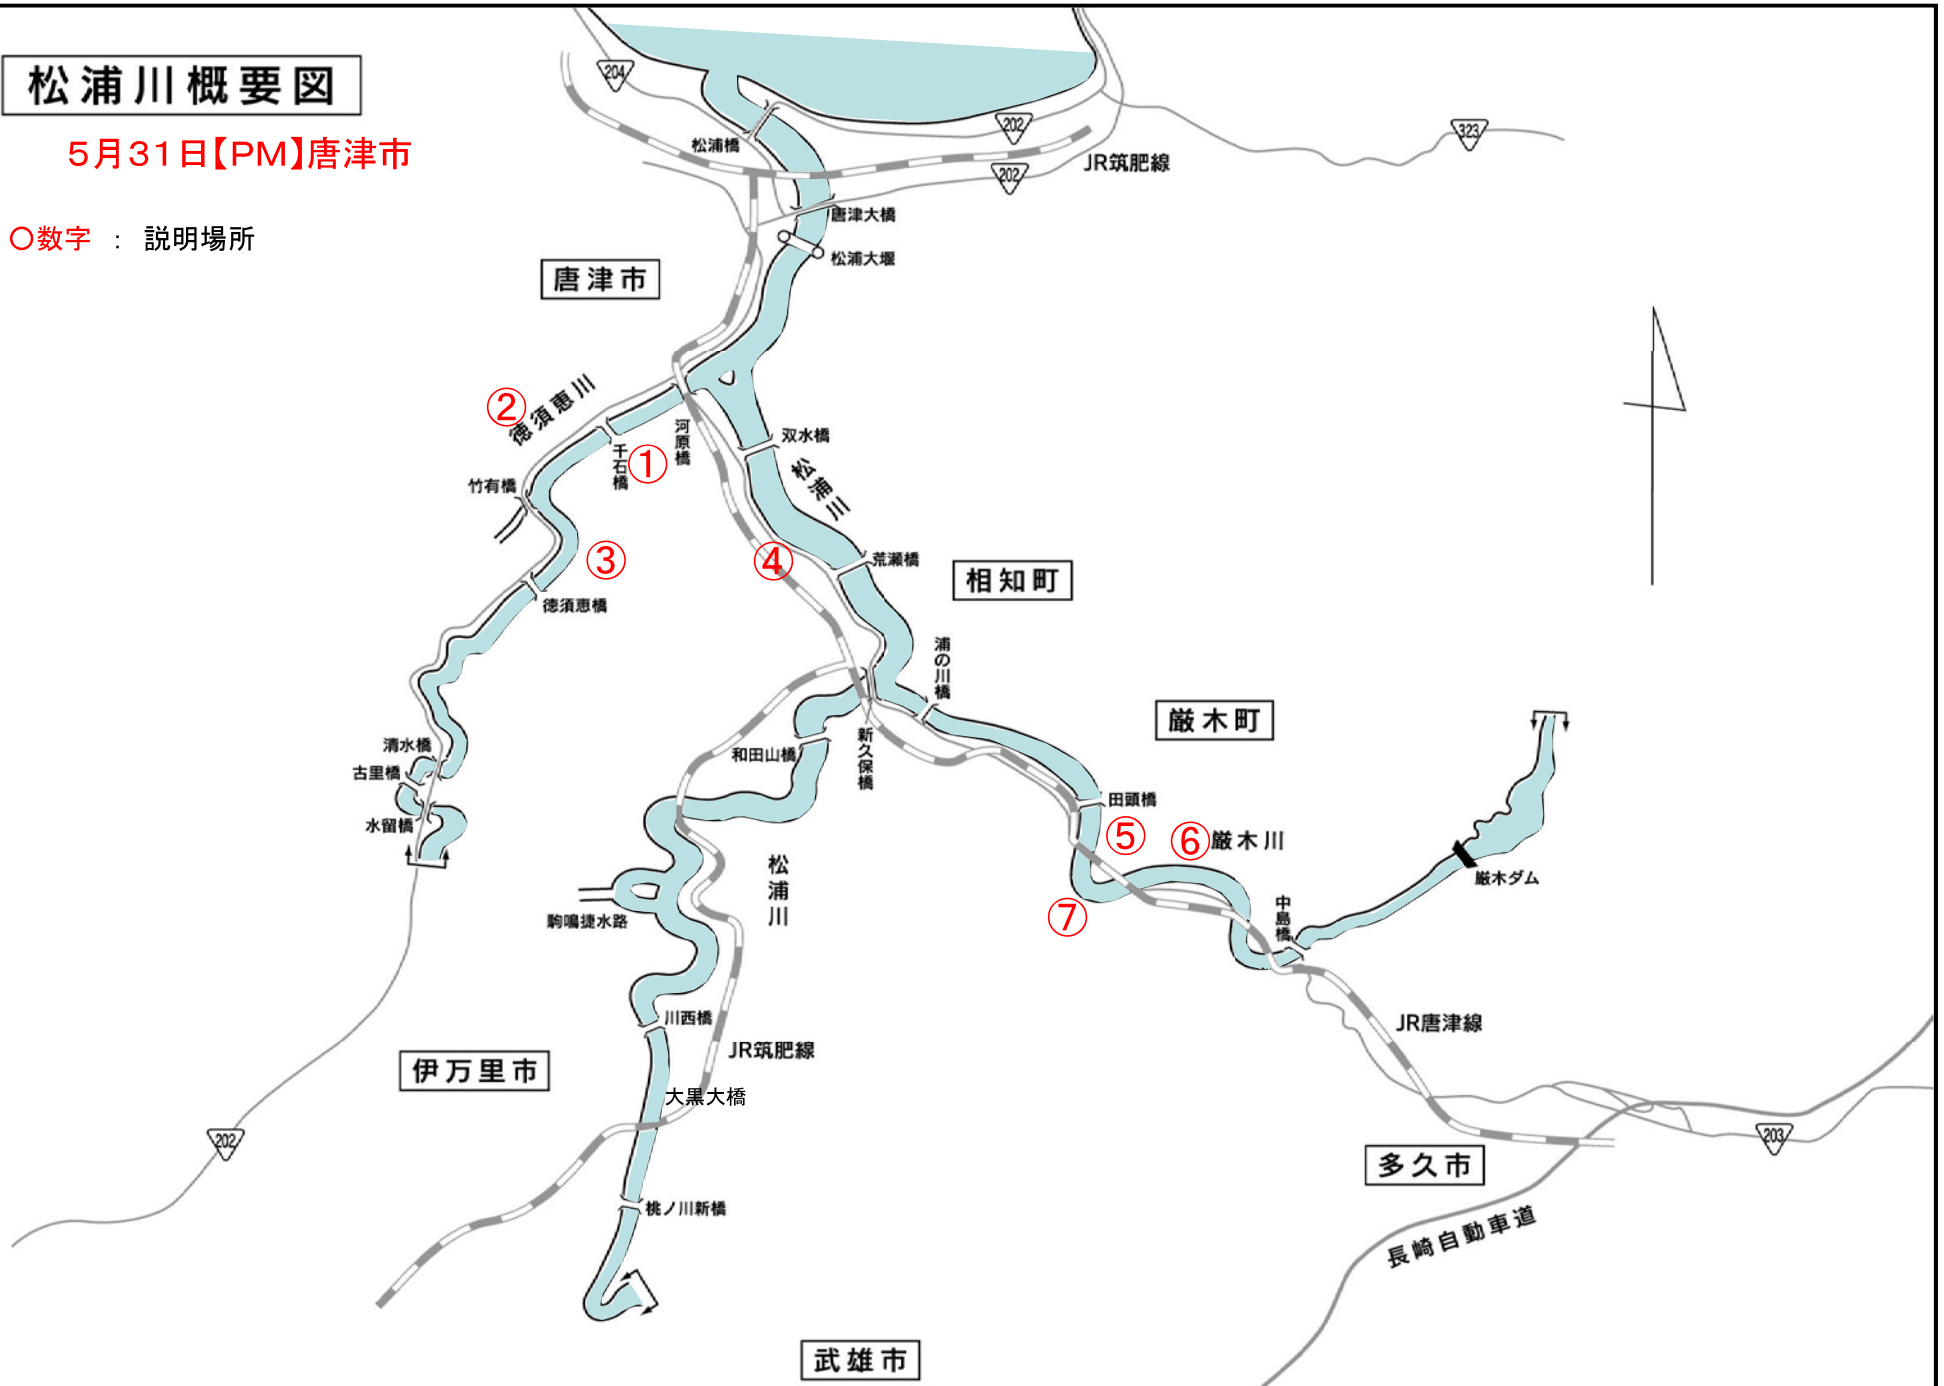 松浦川概要図
5月31日【PM】唐津市
〇数字 ： 説明場所
204
202
323
松浦橋
JR筑肥線
202
唐津大橋
松浦大堰
唐津市
徳須恵川
②
河原橋
千石橋
①
双水橋
松浦川
竹有橋
③
④
荒瀬橋
相知町
徳須恵橋
浦の川橋
厳木町
清水橋
古里橋
水留橋
和田山橋
新久保橋
田頭橋
⑤
⑥
厳木川
厳木ダム
松浦川
駒鳴捷水路
⑦
中島橋
川西橋
JR唐津線
JR筑肥線
伊万里市
大黒大橋
202
203
多久市
桃ノ川新橋
長崎自動車道
武雄市